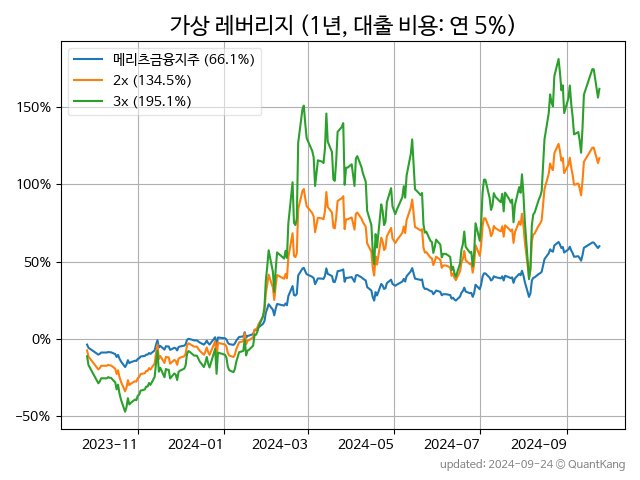 가상 레버리지 (1년, 대출 비용: 연 5%)
메리츠금융지주 (66.1%)
2x (134.5%)
3x (195.1%)
150%
100%
50%
0%
−50%
2023-11 2024-01 2024-03 2024-05 2024-07 2024-09
updated: 2024-09-24 © QuantKang